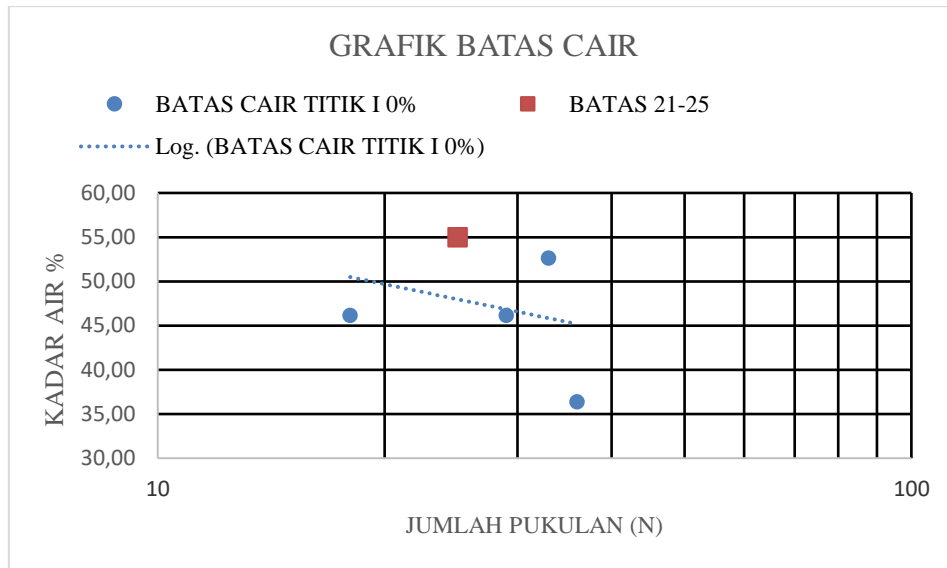 GRAFIK BATAS CAIR
BATAS CAIR TITIK I 0%
BATAS 21-25
Log. (BATAS CAIR TITIK I 0%)
KADAR AIR %
60,00
55,00
50,00
45,00
40,00
35,00
30,00
10
100
JUMLAH PUKULAN (N)